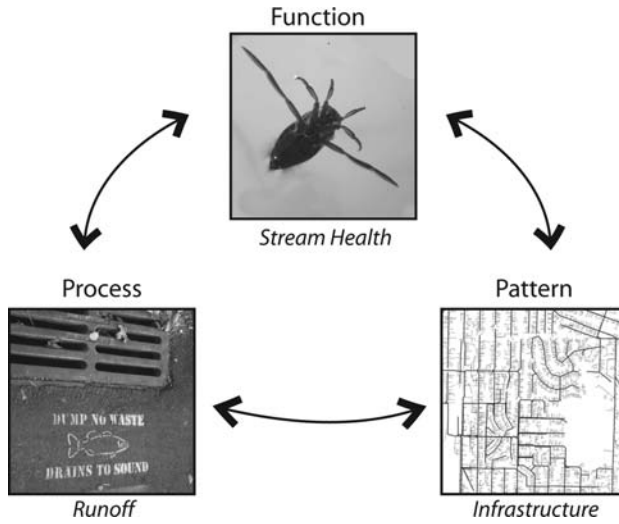 Function
Stream Health
Process
Pattern
DUMP NO WASTE
DRAINS TO SOUND
Runoff
Infrastructure